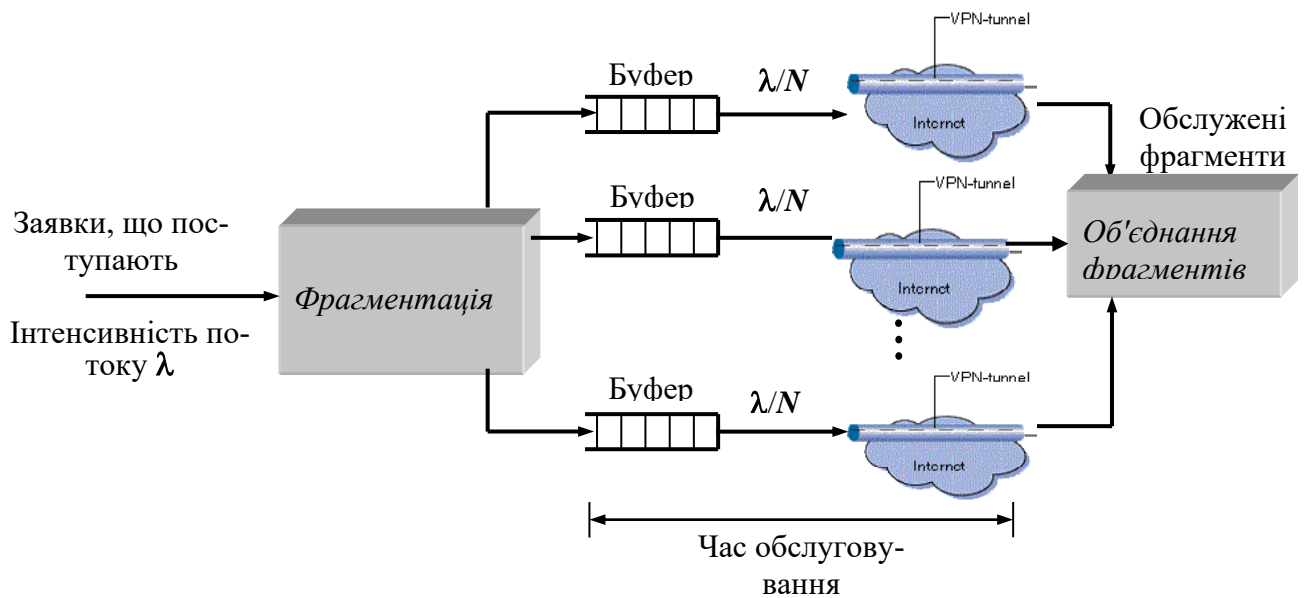 VPN-tunnel
Буфер
λ/N
Internet
Обслужені
фрагменти
VPN-tunnel
Буфер
λ/N
Internet
Заявки, що пос-
тупають
Фрагментація
Об'єднання
фрагментів
Інтенсивність по-
току λ
VPN-tunnel
Буфер
λ/N
Internet
Час обслугову-
вання